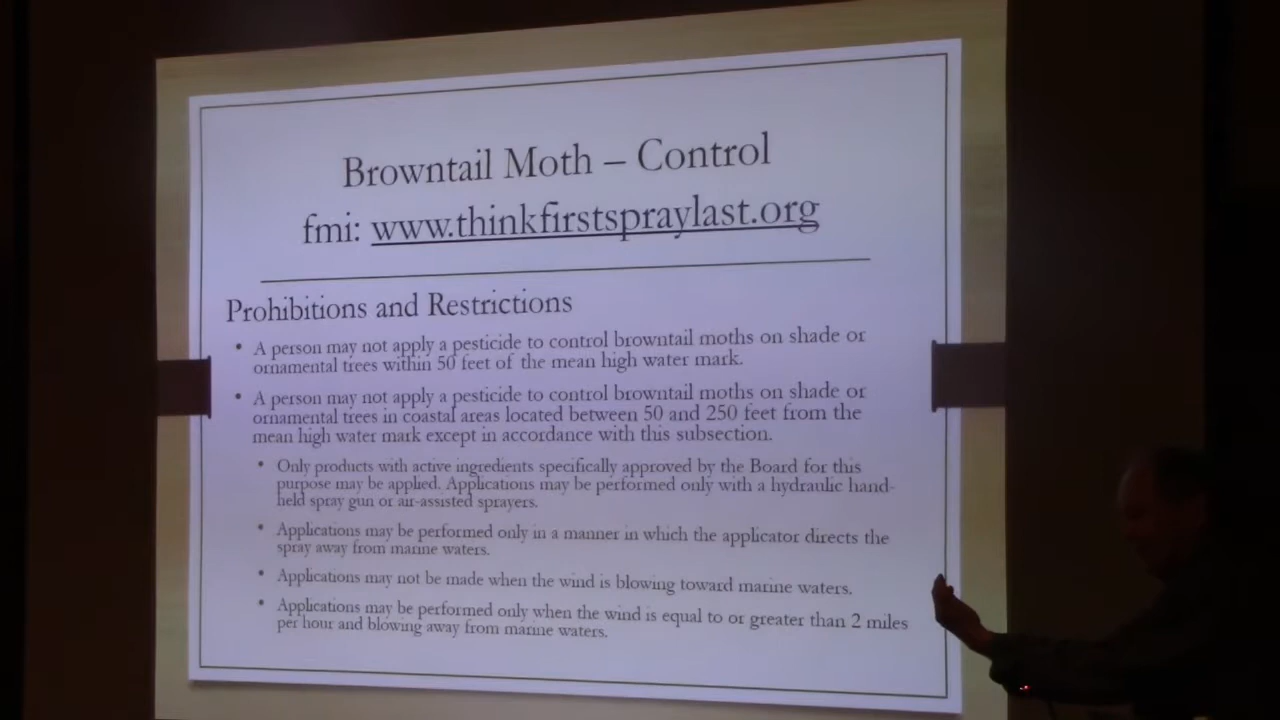 Browntail Moth – Control
fmi: www.thinkfirstspraylast.org
Prohibitions and Restrictions
• A person may not apply a pesticide to control browntail moths on shade or
ornamental trees within 50 feet of the mean high water mark.
• A person may not apply a pesticide to control browntail moths on shade or
ornamental trees in coastal areas located between 50 and 250 feet from the
mean high water mark except in accordance with this subsection.
• Only products with active ingredients specifically approved by the Board for this
purpose may be applied. Applications may be performed only with a hydraulic hand-
held spray gun or air-assisted sprayers.
• Applications may be performed only in a manner in which the applicator directs the
spray away from marine waters.
• Applications may not be made when the wind is blowing toward marine waters.
• Applications may be performed only when the wind is equal to or greater than 2 miles
per hour and blowing away from marine waters.